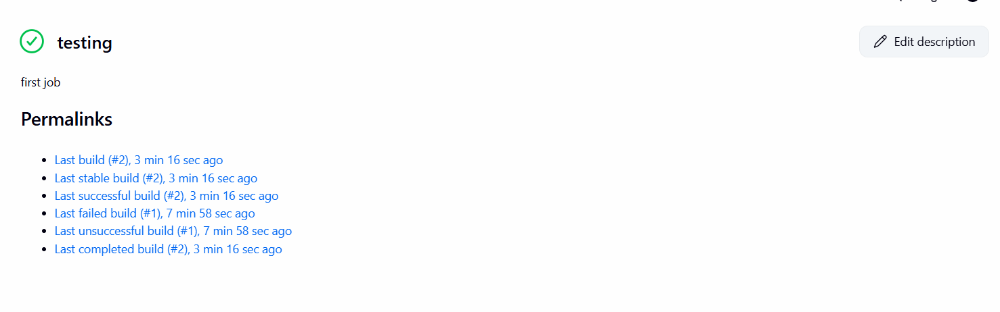 testing
Edit description
first job
Permalinks
Last build (#2), 3 min 16 sec ago
Last stable build (#2), 3 min 16 sec ago
Last successful build (#2), 3 min 16 sec ago
Last failed build (#1), 7 min 58 sec ago
Last unsuccessful build (#1), 7 min 58 sec ago
Last completed build (#2), 3 min 16 sec ago